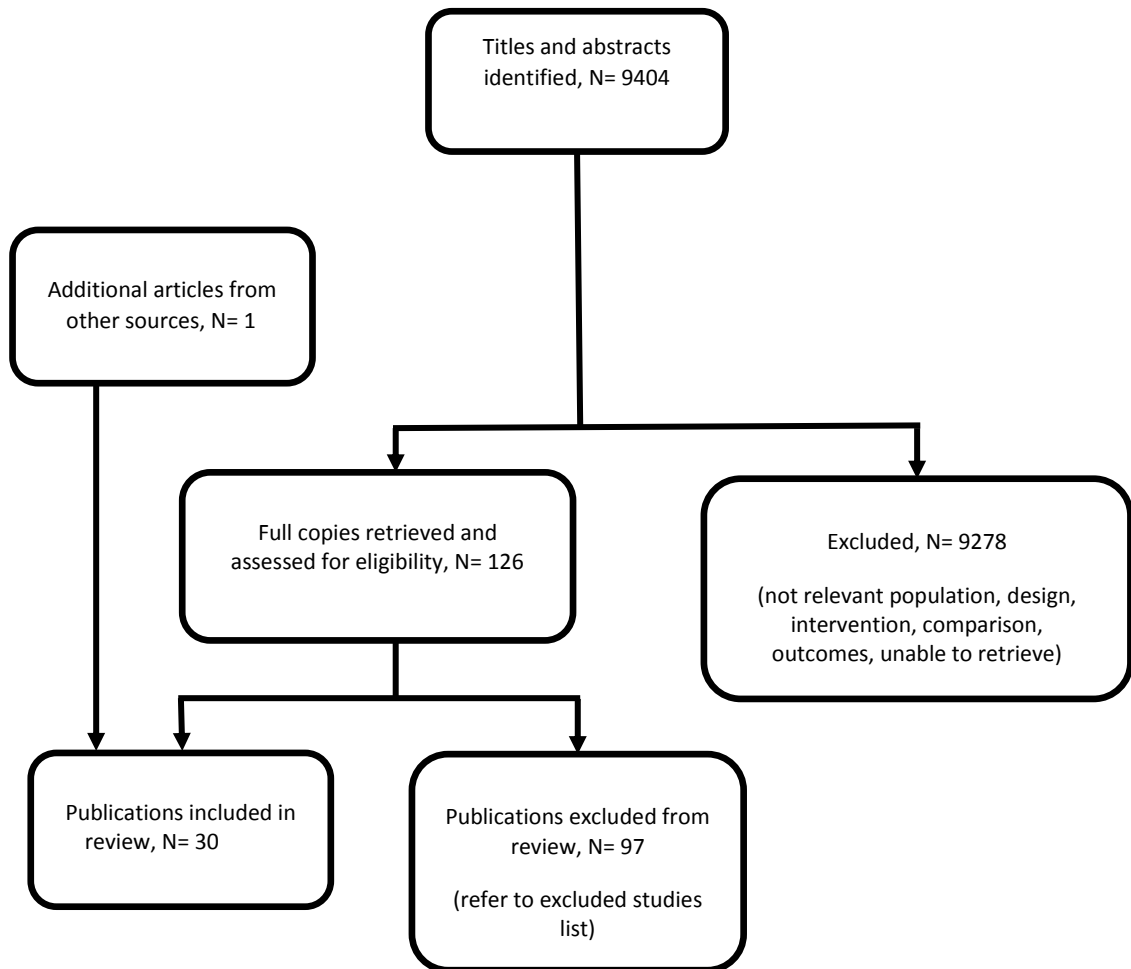 Titles and abstracts
identified, N= 9404
Additional articles from
other sources, N= 1
Full copies retrieved and
assessed for eligibility, N= 126
Excluded, N= 9278
(not relevant population, design,
intervention, comparison,
outcomes, unable to retrieve)
Publications included in
review, N= 30
Publications excluded from
review, N= 97
(refer to excluded studies
list)